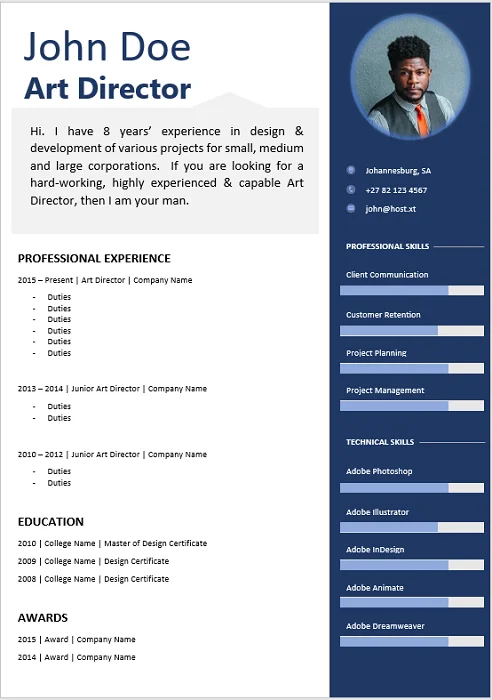 John Doe
Art Director
Hi. I have 8 years’ experience in design &
development of various projects for small, medium
and large corporations. If you are looking for a
hard-working, highly experienced & capable Art
Director, then I am your man.
PROFESSIONAL EXPERIENCE
2015 – Present | Art Director | Company Name
- Duties
- Duties
- Duties
- Duties
- Duties
- Duties
2013 – 2014 | Junior Art Director | Company Name
- Duties
- Duties
2010 – 2012 | Junior Art Director | Company Name
- Duties
- Duties
EDUCATION
2010 | College Name | Master of Design Certificate
2009 | College Name | Design Certificate
2008 | College Name | Design Certificate
AWARDS
2015 | Award | Company Name
2014 | Award | Company Name
Johannesburg, SA
+27 82 123 4567
john@host.xt
PROFESSIONAL SKILLS
Client Communication
Customer Retention
Project Planning
Project Management
TECHNICAL SKILLS
Adobe Photoshop
Adobe Illustrator
Adobe InDesign
Adobe Animate
Adobe Dreamweaver